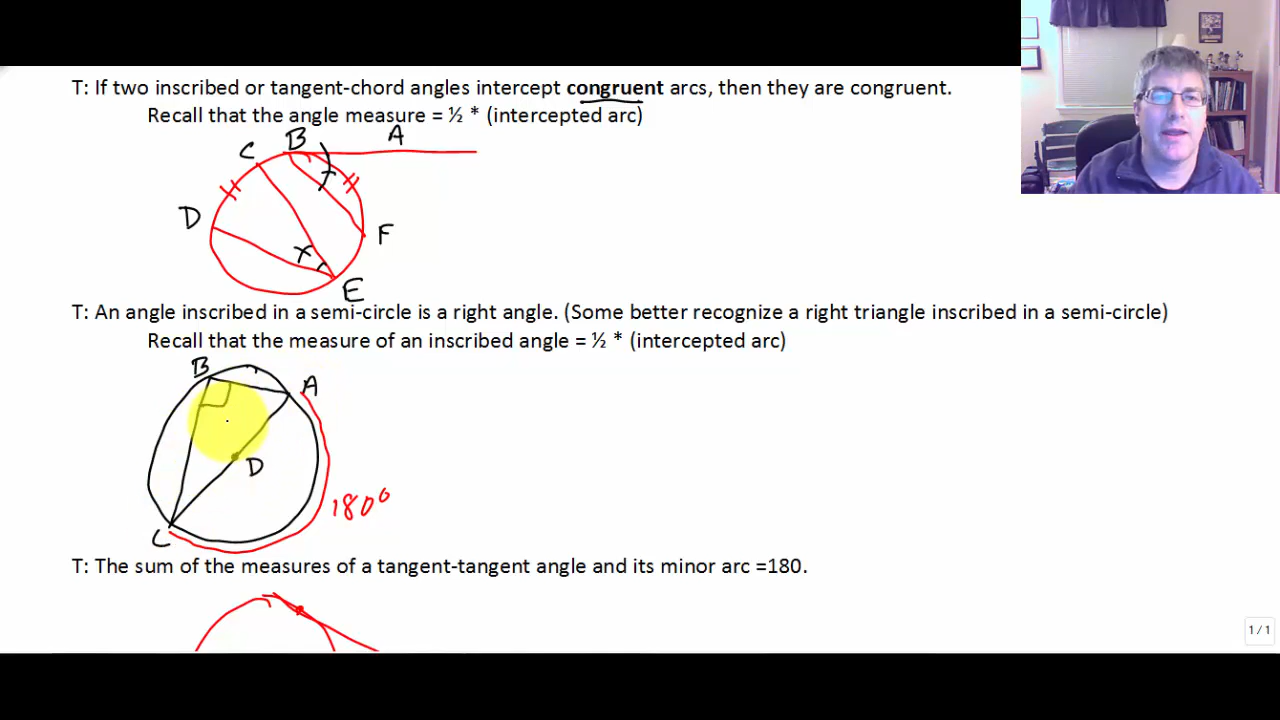 T: If two inscribed or tangent-chord angles intercept congruent arcs, then they are congruent.
Recall that the angle measure = ½ * (intercepted arc)
C B A
D
x
F
E
T: An angle inscribed in a semi-circle is a right angle. (Some better recognize a right triangle inscribed in a semi-circle)
Recall that the measure of an inscribed angle = ½ * (intercepted arc)
B
A
D
180°
C
T: The sum of the measures of a tangent-tangent angle and its minor arc =180.
1 / 1